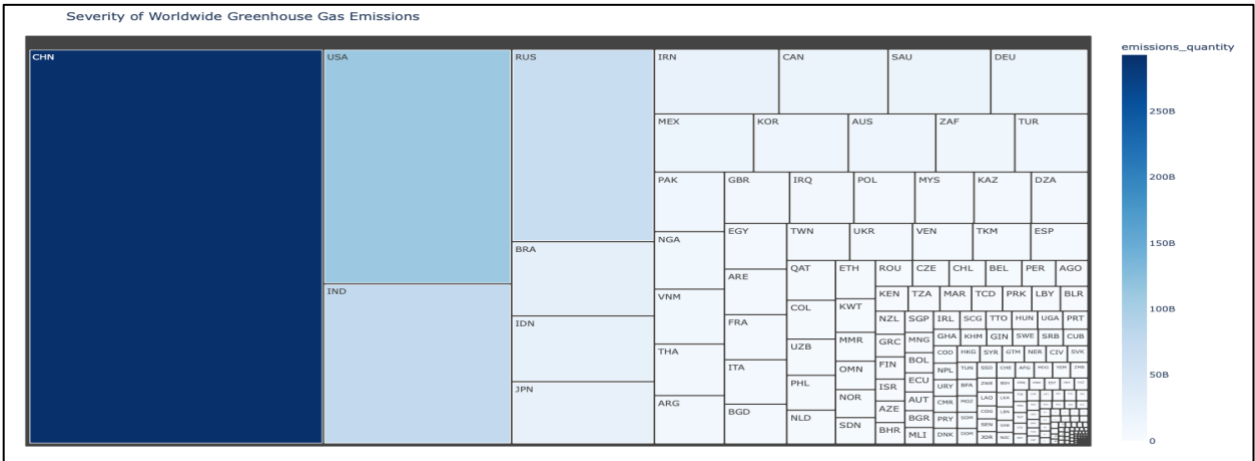 Severity of Worldwide Greenhouse Gas Emissions
emissions_quantity
CHN
USA
RUS
IRN
CAN
SAU
DEU
MEX
KOR
AUS
ZAF
TUR
PAK
GBR
IRQ
POL
MYS
KAZ
DZA
EGY
TWN
UKR
VEN
TKM
ESP
NGA
BRA
QAT
ETH
ROU
CZE
CHL
BEL
PER
AGO
ARE
IND
VNM
KEN
TZA
MAR
TCD
PRK
LBY
BLR
COL
KWT
IDN
FRA
NZL
SGP
IRL
SCG
TTO
HUN
UGA
PRT
GHA
KHM
GIN
SWE
SRB
CUB
UZB
MMR
GRC
MNG
THA
COD
HKG
SYR
GTM
NER
CIV
SVK
ITA
OMN
FIN
BOL
NPL
TUN
JPN
PHL
ISR
ECU
URY
BFA
ARG
NOR
AUT
CMR
MOZ
LAO
BGD
NLD
AZE
BGR
PRY
COG
SDN
BHR
MLI
DNK
JOR
250B
200B
150B
100B
50B
0